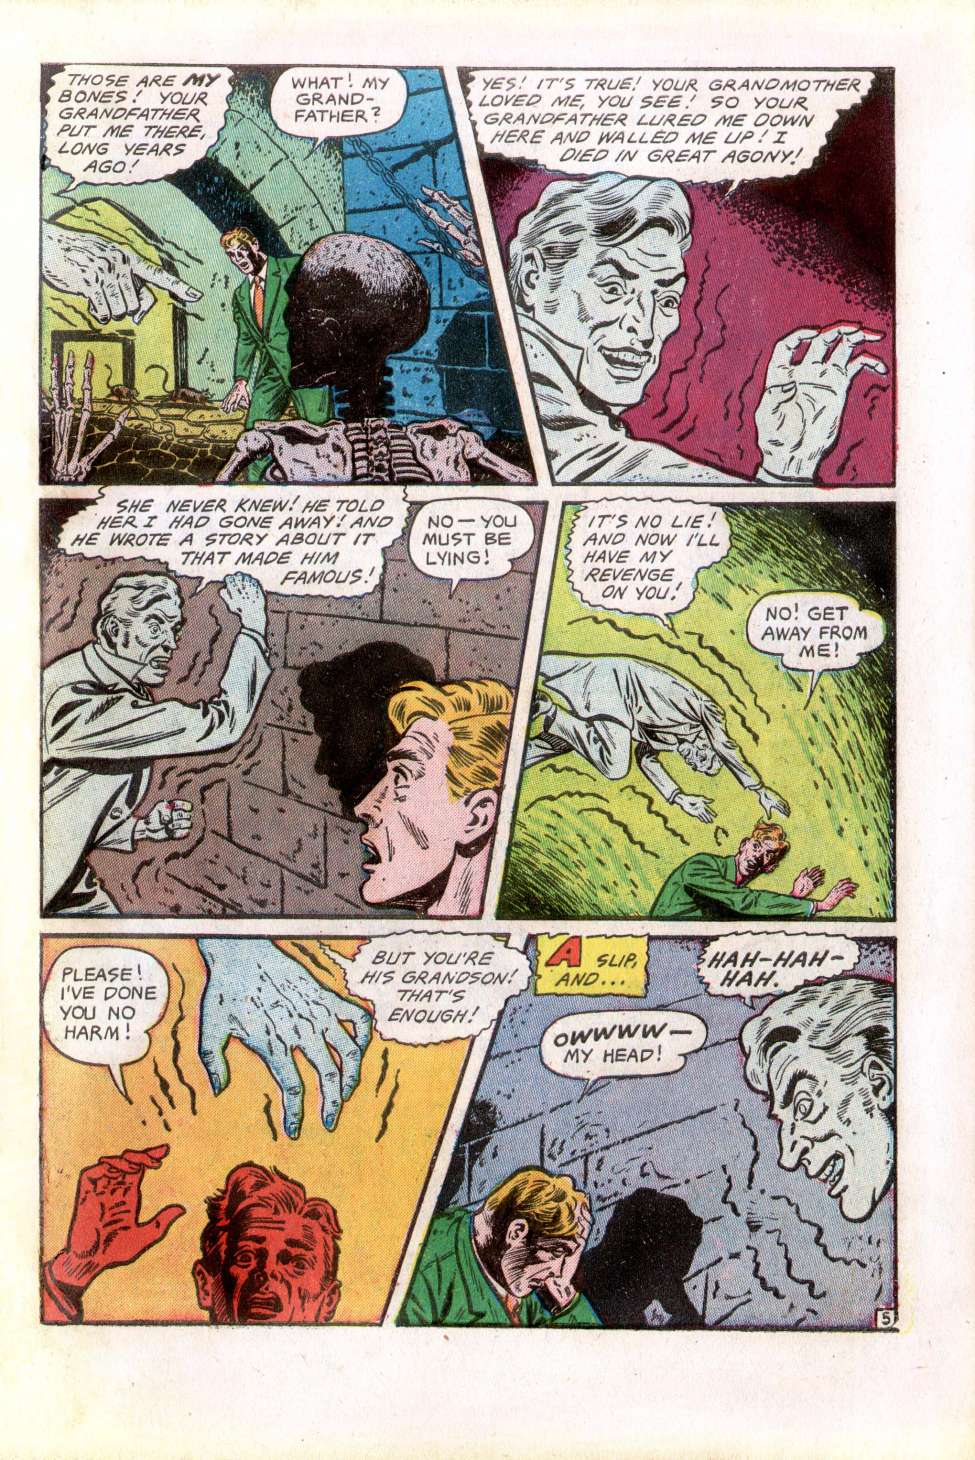 THOSE ARE MY
BONES! YOUR
GRANDFATHER
PUT ME THERE,
LONG YEARS
AGO!
WHAT! MY
GRAND-
FATHER?
YES! IT'S TRUE! YOUR GRANDMOTHER
LOVED ME, YOU SEE! SO YOUR
GRANDFATHER LURED ME DOWN
HERE AND WALLED ME UP! I
DIED IN GREAT AGONY!
SHE NEVER KNEW! HE TOLD
HER I HAD GONE AWAY! AND
HE WROTE A STORY ABOUT IT
THAT MADE HIM
FAMOUS!
NO—YOU
MUST BE
LYING!
IT'S NO LIE!
AND NOW I'LL
HAVE MY
REVENGE
ON YOU!
NO! GET
AWAY FROM
ME!
PLEASE!
I'VE DONE
YOU NO
HARM!
BUT YOU'RE
HIS GRANDSON!
THAT'S
ENOUGH!
A SLIP,
AND...
OWWWW—
MY HEAD!
HAH-HAH-
HAH.
5